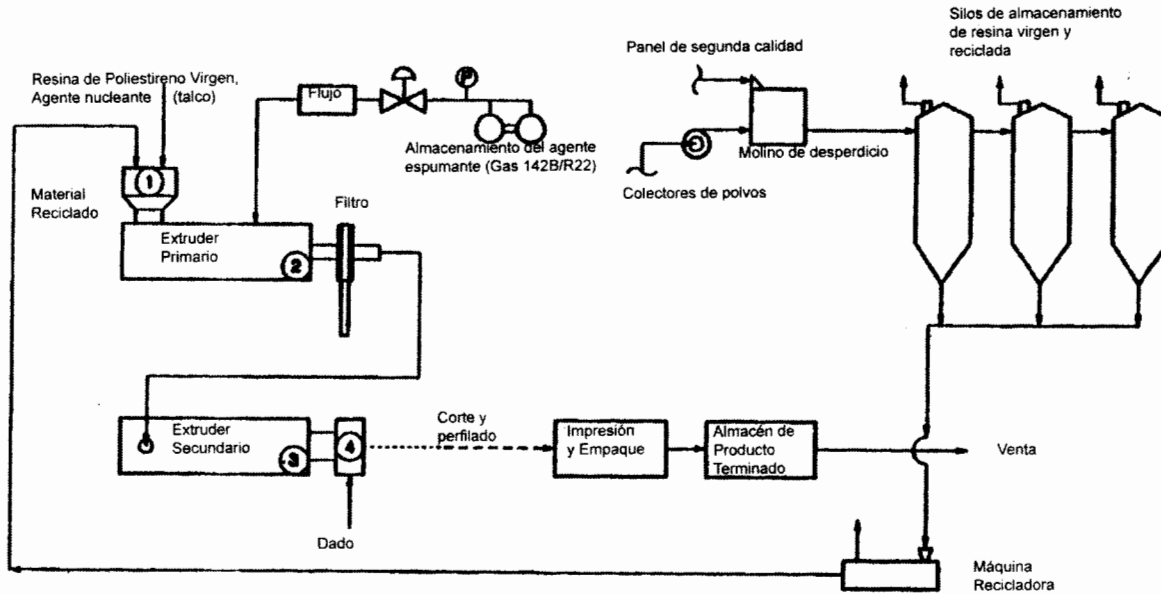 Silos de almacenamiento
de resina virgen y
reciclada
Panel de segunda calidad
Resina de Poliestireno Virgen,
Agente nucleante (talco)
Flujo
P
Almacenamiento del agente
espumante (Gas 142B/R22)
Molino de desperdicio
Colectores de polvos
1
Material
Reciclado
Filtro
Extruder
Primario
2
Extruder
Secundario
3
4
Corte y
perfilado
Impresión
y Empaque
Almacén de
Producto
Terminado
Venta
Dado
Máquina
Recicladora